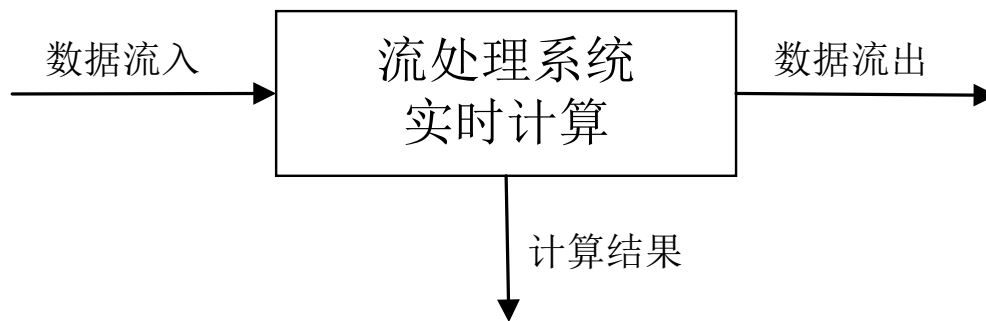 数据流入
流处理系统
实时计算
数据流出
计算结果